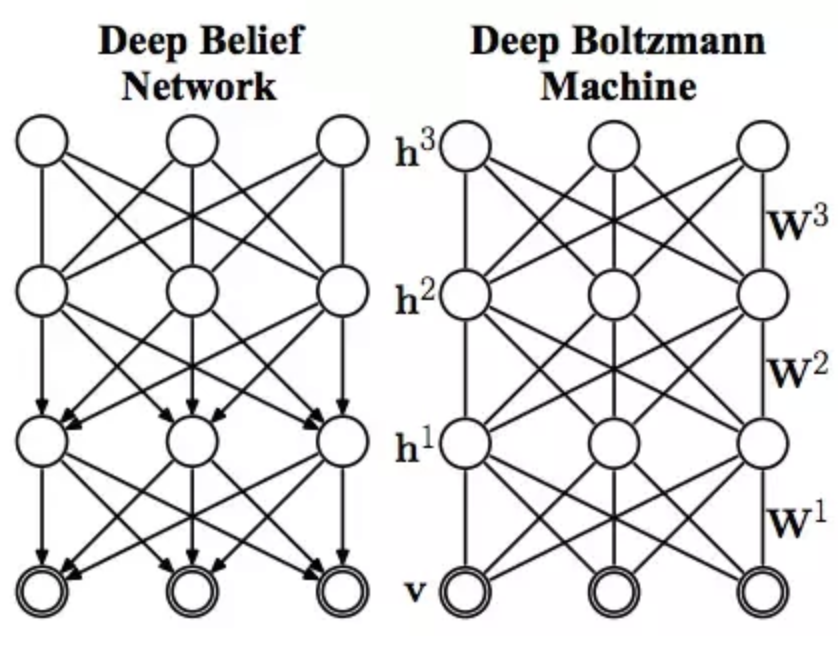 Deep Belief
Network
Deep Boltzmann
Machine
h³
W³
h²
W²
h¹
W¹
v